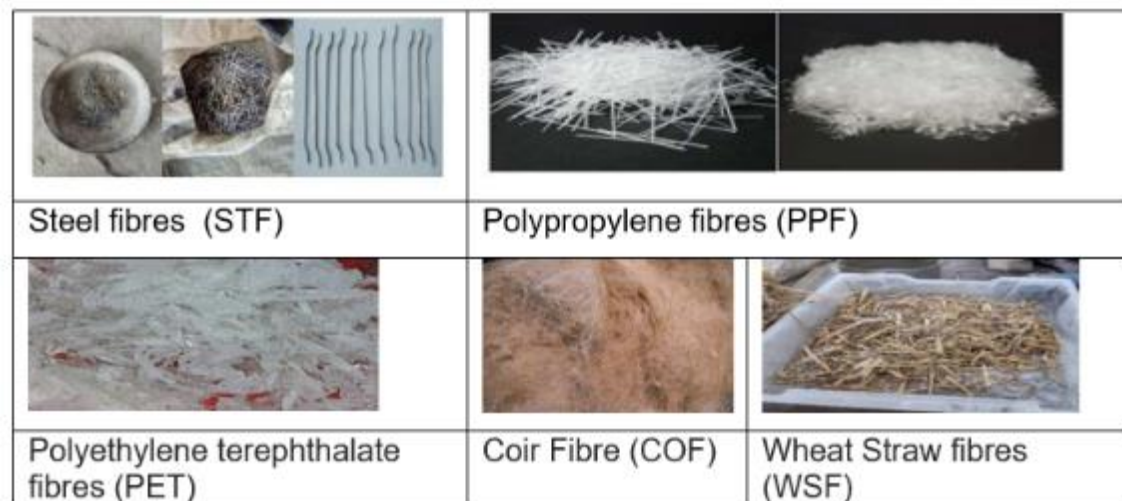 Steel fibres (STF)
Polypropylene fibres (PPF)
Polyethylene terephthalate
fibres (PET)
Coir Fibre (COF)
Wheat Straw fibres
(WSF)